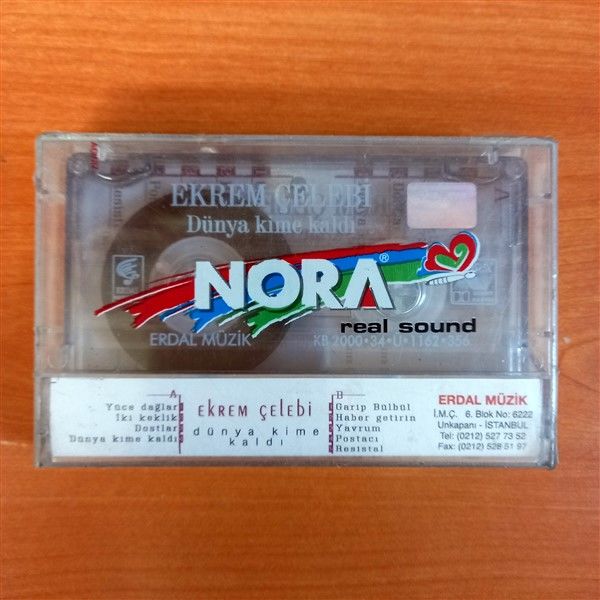 EKREM ÇELEBİ
Dünya kime kaldı
NORA®
real sound
ERDAL MÜZİK
KB 2000·34·Ü·1162·356
A
Yüce dağlar
İki keklik
Dostlar
Dünya kime kaldı
ekrem çelebi
dünya kime
kaldı
B
Garip Bülbül
Haber getirin
Yavrum
Postacı
Resistal
ERDAL MÜZİK
İ.M.Ç. 6. Blok No: 6222
Unkapanı - İSTANBUL
Tel: (0212) 527 73 52
Fax: (0212) 528 51 97